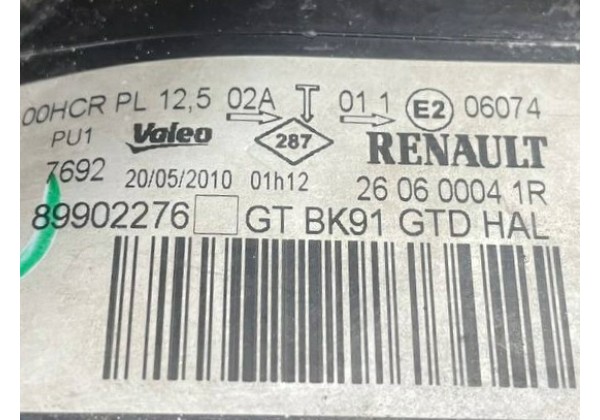 00HCR PL 12,5 02A T 01 1 E2 06074
PU1 Valeo 287 RENAULT
7692 20/05/2010 01h12 26 06 0004 1R
89902276 GT BK91 GTD HAL